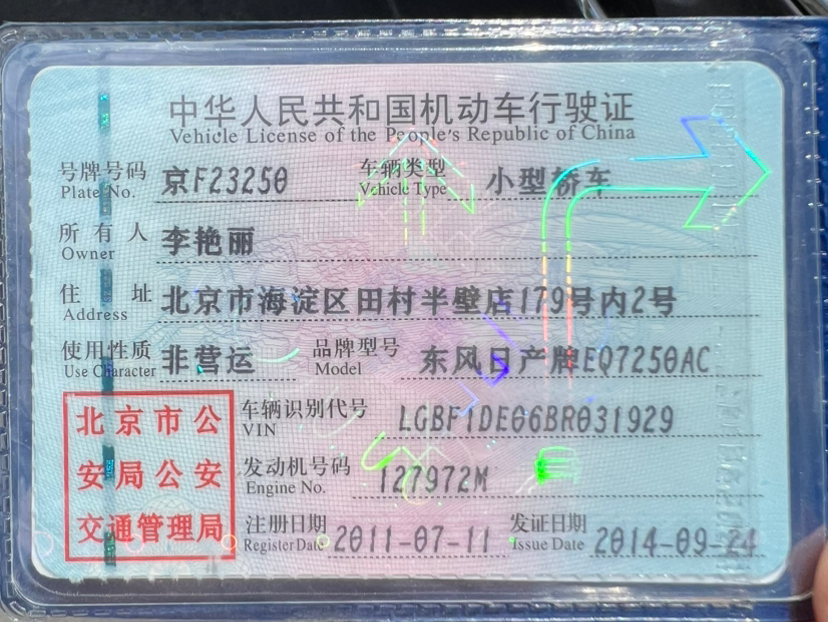 中华人民共和国机动车行驶证
Vehicle License of the People's Republic of China
号牌号码 京F23250 车辆类型 小型轿车
Plate No. Vehicle Type
所有人 李艳丽
Owner
住址 北京市海淀区田村半壁店179号内2号
Address
使用性质 非营运 品牌型号 东风日产牌EQ7250AC
Use Character Model
北京市公安局公安交通管理局
车辆识别代号 LGBF1DE06BR031929
VIN
发动机号码 127972M
Engine No.
注册日期 2011-07-11 发证日期 2014-09-24
Register Date Issue Date